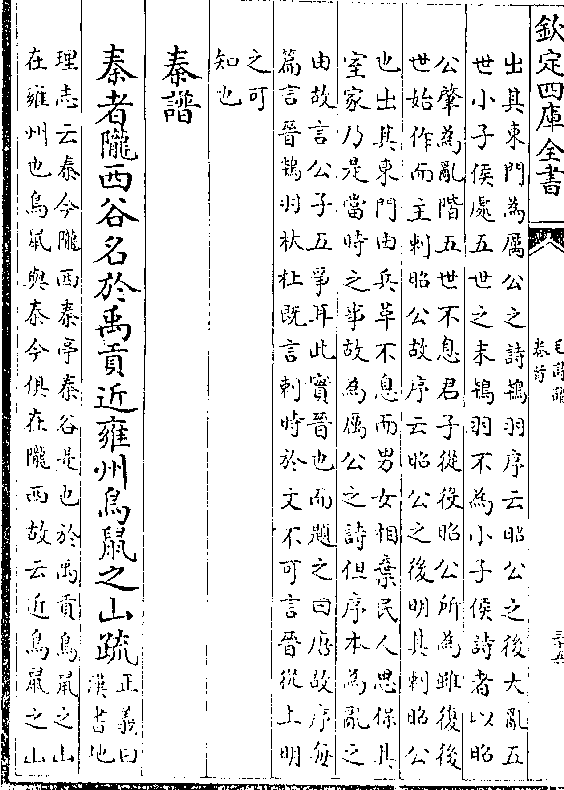 欽定四庫全書
出其東門為厲公之詩鴇羽序云昭公之後大亂五
世小子侯處五世之末鴇羽不為小子侯詩者以昭
公肇為亂階五世不息君子從役昭公所為雖復後
世始作而主刺昭公故序云昭公之後明其刺昭公
也出其東門由兵革不息而男女相棄民人思保其
室家乃是當時之事故為厲公之詩但序本為亂之
由故言公子五爭耳此實晉也而題之曰唐故序每
篇言晉鴇羽杕杜既言刺時於文不可言晉從上明
之可
知也
秦譜
秦者隴西谷名於禹貢近雍州鳥鼠之山疏
正義曰
漢書地
理志云秦今隴西秦亭秦谷是也於禹貢鳥鼠之山
在雍州也鳥鼠與秦今俱在隴西故云近鳥鼠之山